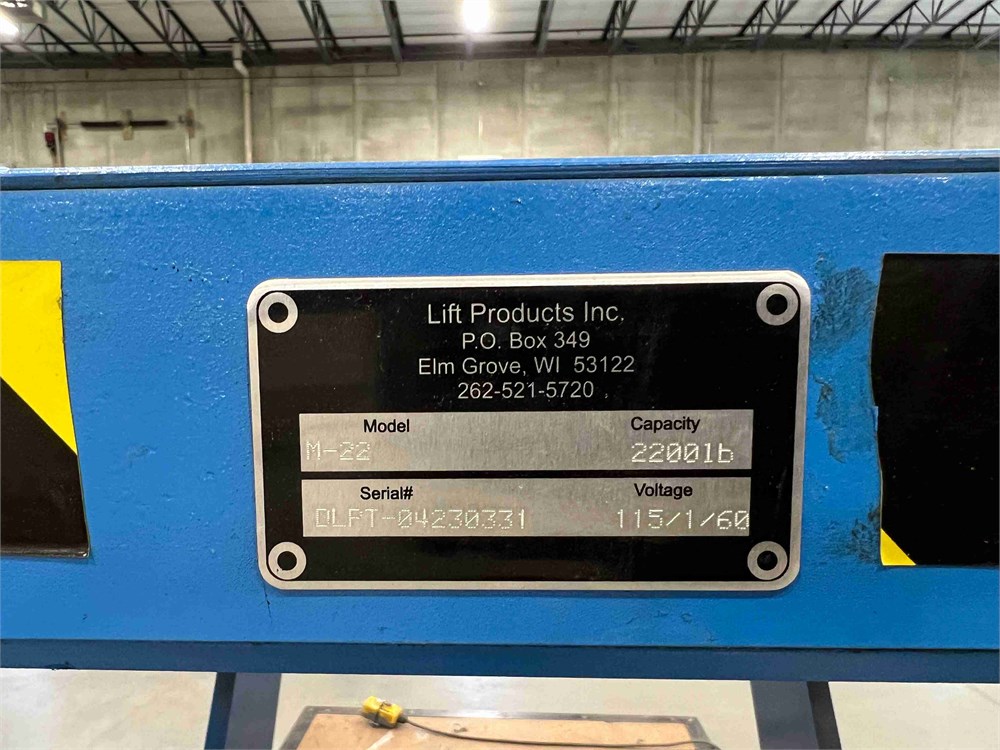 Lift Products Inc.
P.O. Box 349
Elm Grove, WI 53122
262-521-5720
Model Capacity
M-22 2200lb
Serial# Voltage
DLPT-04230331 115/1/60